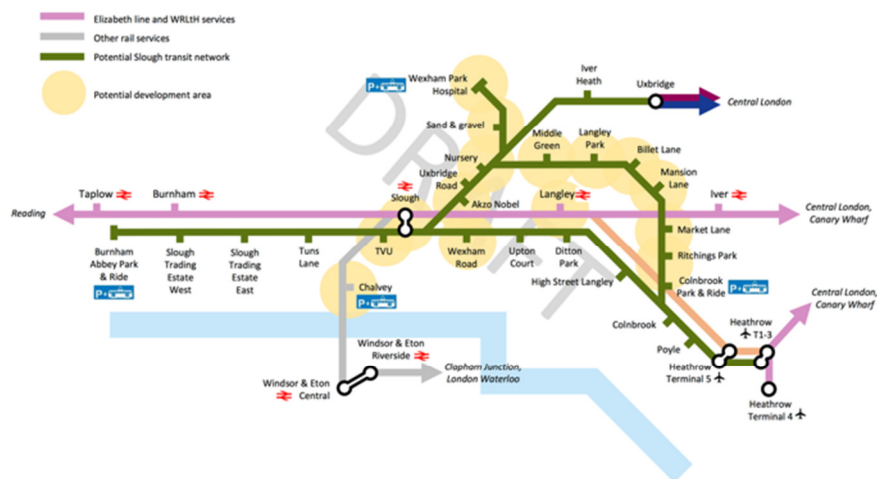 Elizabeth line and WRLtH services
Other rail services
Potential Slough transit network
Potential development area
DRAFT
P+
Wexham Park
Hospital
Iver
Heath
Uxbridge
Central London
Sand & gravel
Middle
Green
Langley
Park
Billet Lane
Nursery
Uxbridge
Road
Mansion
Lane
Akzo Nobel
Taplow
Burnham
Slough
Langley
Iver
Reading
Central London,
Canary Wharf
Burnham
Abbey Park
& Ride
P+
Slough
Trading
Estate
West
Slough
Trading
Estate
East
Tuns
Lane
TVU
Wexham
Road
Upton
Court
Ditton
Park
Market Lane
Ritchings Park
High Street Langley
Colnbrook
Park & Ride
P+
Chalvey
P+
Central London,
Canary Wharf
Colnbrook
Heathrow
T1-3
Poyle
Heathrow
Terminal 5
Windsor & Eton
Riverside
Clapham Junction,
London Waterloo
Windsor & Eton
Central
Heathrow
Terminal 4